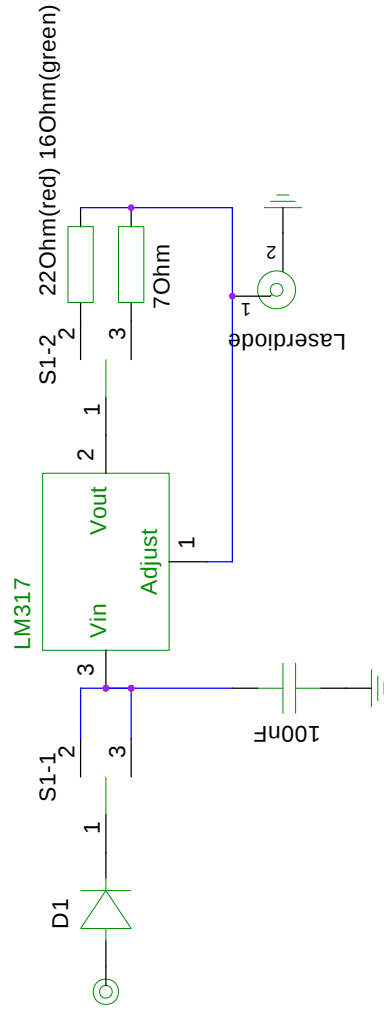 D1
1
S1-1
2
3
LM317
3
Vin
Vout
Adjust
2
1
1
S1-2
2
3
22Ohm(red) 16Ohm(green)
7Ohm
100nF
Laserdiode
1
2